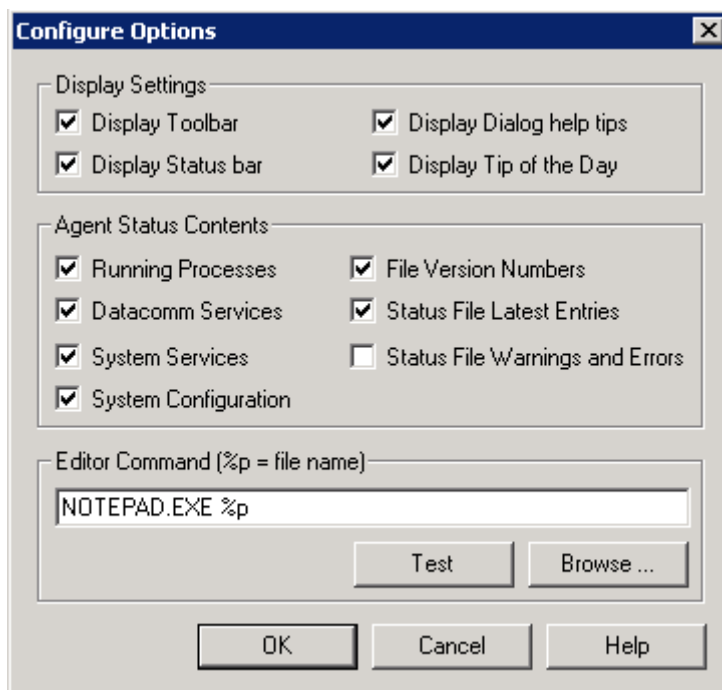 Configure Options
Display Settings
Display Toolbar
Display Dialog help tips
Display Status bar
Display Tip of the Day
Agent Status Contents
Running Processes
File Version Numbers
Datacomm Services
Status File Latest Entries
System Services
Status File Warnings and Errors
System Configuration
Editor Command (%p = file name)
NOTEPAD.EXE %p
Test
Browse ...
OK
Cancel
Help